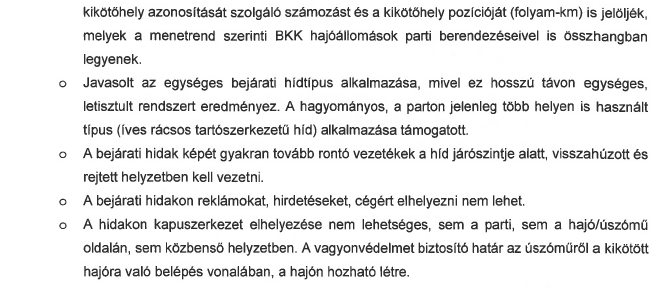 kikötőhely azonosítását szolgáló számozást és a kikötőhely pozícióját (folyam-km) is jelöljék,
melyek a menetrend szerinti BKK hajóállomások parti berendezéseivel is összhangban
legyenek.
o Javasolt az egységes bejárati hídtípus alkalmazása, mivel ez hosszú távon egységes,
letisztult rendszert eredményez. A hagyományos, a parton jelenleg több helyen is használt
típus (íves rácsos tartószerkezetű híd) alkalmazása támogatott.
o A bejárati hidak képét gyakran tovább rontó vezetékek a híd járószintje alatt, visszahúzott és
rejtett helyzetben kell vezetni.
o A bejárati hidakon reklámokat, hirdetéseket, cégért elhelyezni nem lehet.
o A hidakon kapuszerkezet elhelyezése nem lehetséges, sem a parti, sem a hajó/úszómű
oldalán, sem közbenső helyzetben. A vagyonvédelmet biztosító határ az úszóműről a kikötött
hajóra való belépés vonalában, a hajón hozható létre.